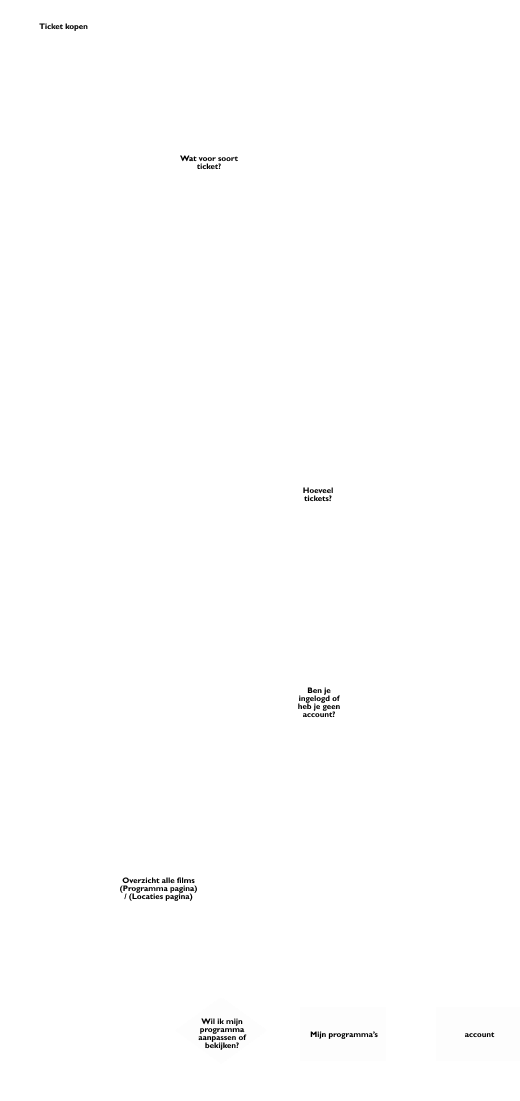 Ticket kopen
Wat voor soort
ticket?
Hoeveel
tickets?
Ben je
ingelogd of
heb je geen
account?
Overzicht alle films
(Programma pagina)
/ (Locaties pagina)
Wil ik mijn
programma
aanpassen of
bekijken?
Mijn programma's
account